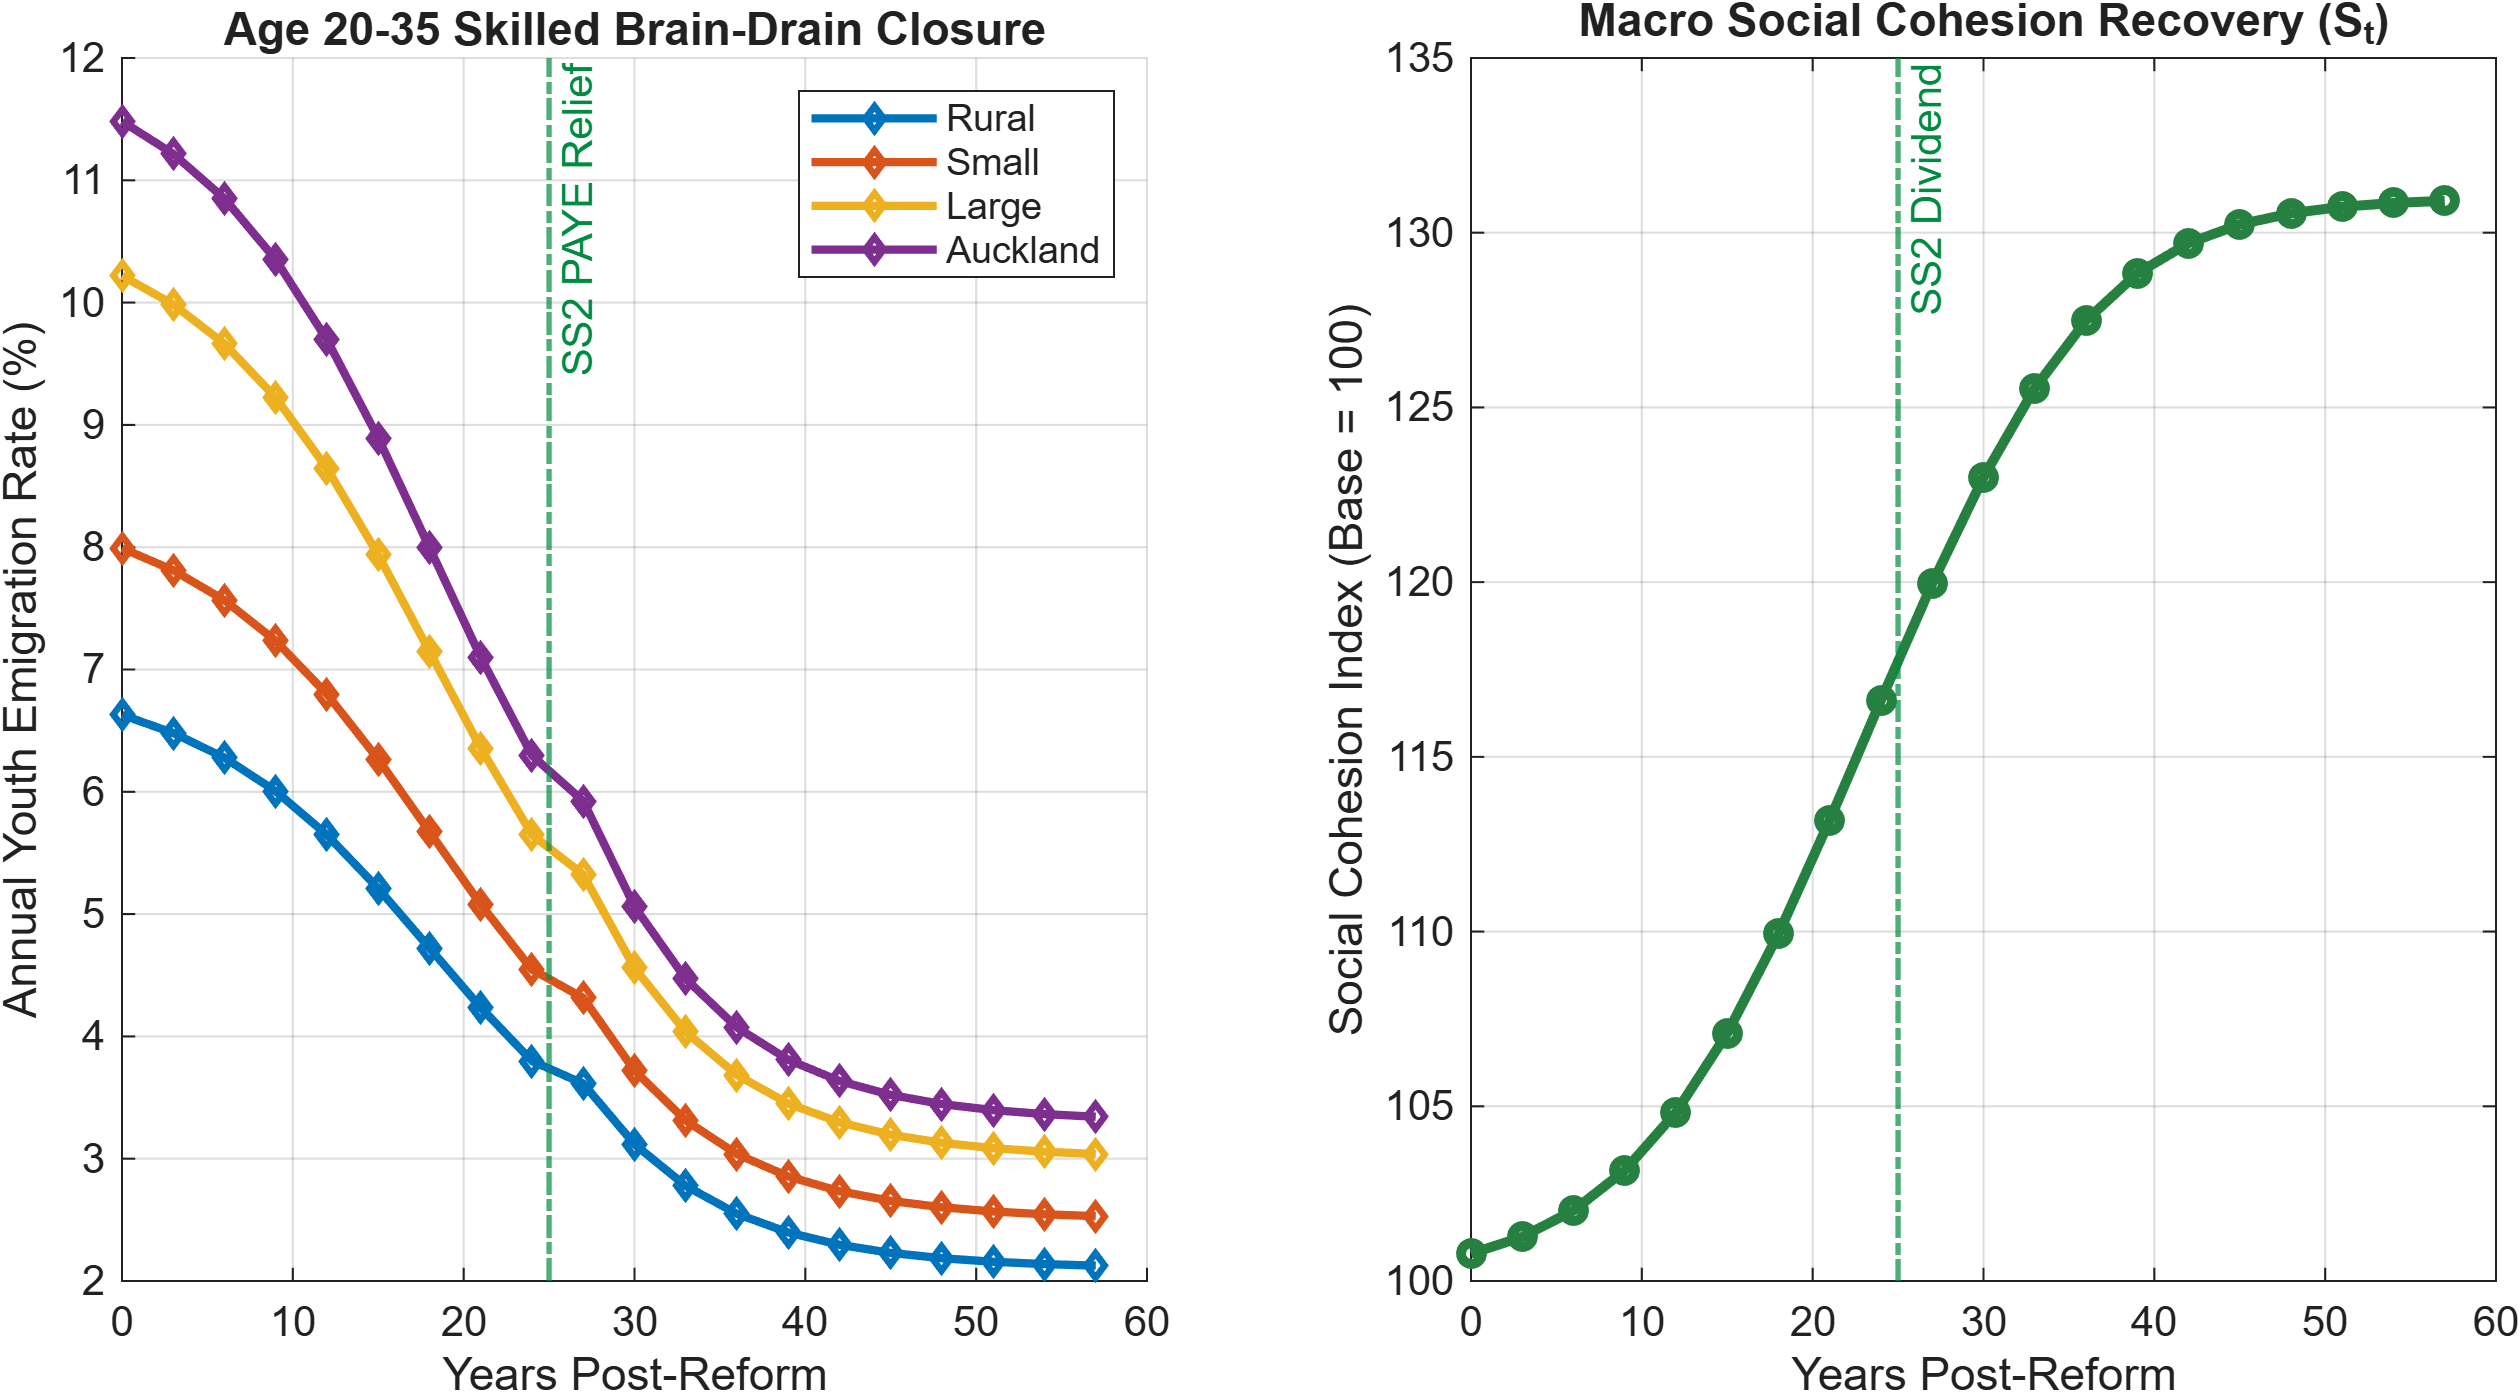 Age 20-35 Skilled Brain-Drain Closure
12
11
10
9
8
7
6
5
4
3
2
0
10
20
30
40
50
60
Annual Youth Emigration Rate (%)
Years Post-Reform
SS2 PAYE Relief
Rural
Small
Large
Auckland
Macro Social Cohesion Recovery (Sₜ)
135
130
125
120
115
110
105
100
0
10
20
30
40
50
60
Social Cohesion Index (Base = 100)
Years Post-Reform
SS2 Dividend